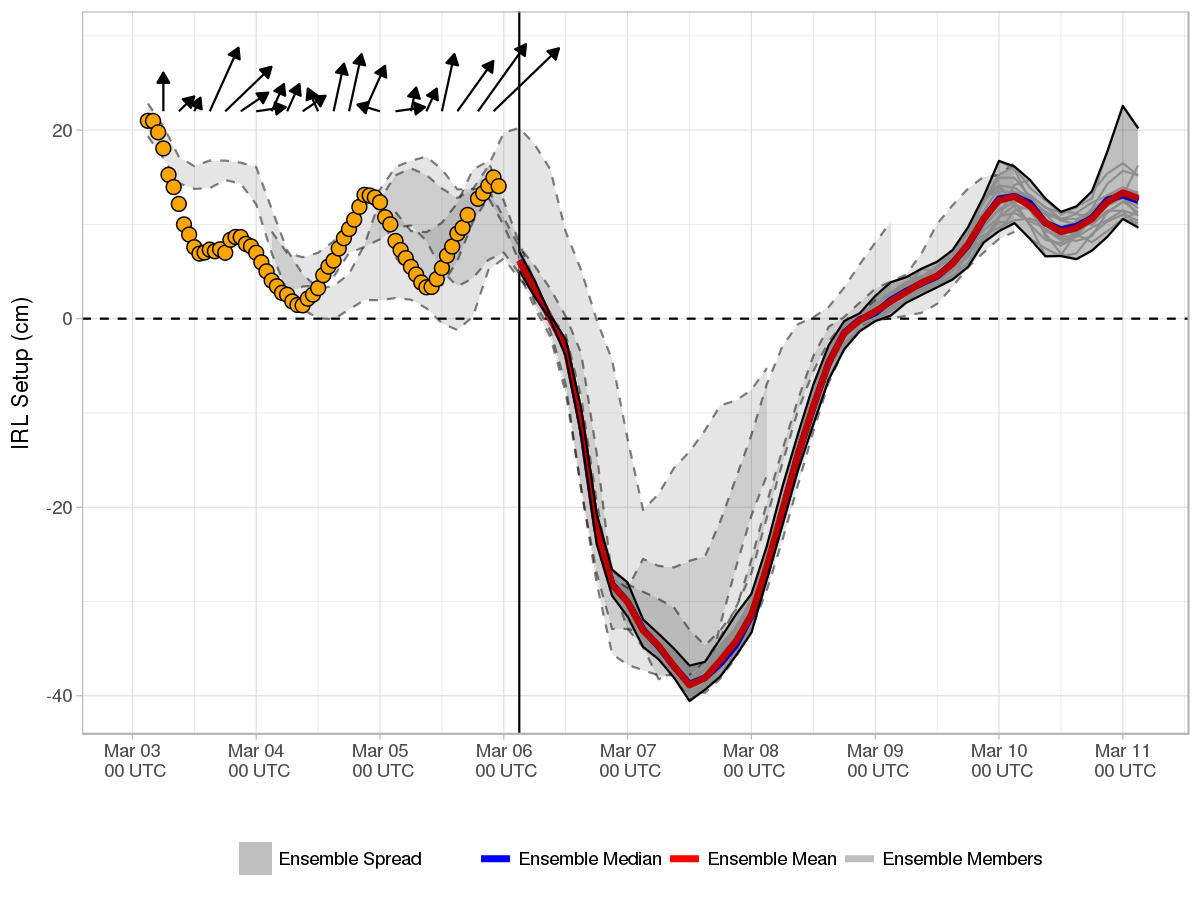 IRL Setup (cm)
20
0
-20
-40
Mar 03 Mar 04 Mar 05 Mar 06 Mar 07 Mar 08 Mar 09 Mar 10 Mar 11
00 UTC 00 UTC 00 UTC 00 UTC 00 UTC 00 UTC 00 UTC 00 UTC 00 UTC
Ensemble Spread Ensemble Median Ensemble Mean Ensemble Members